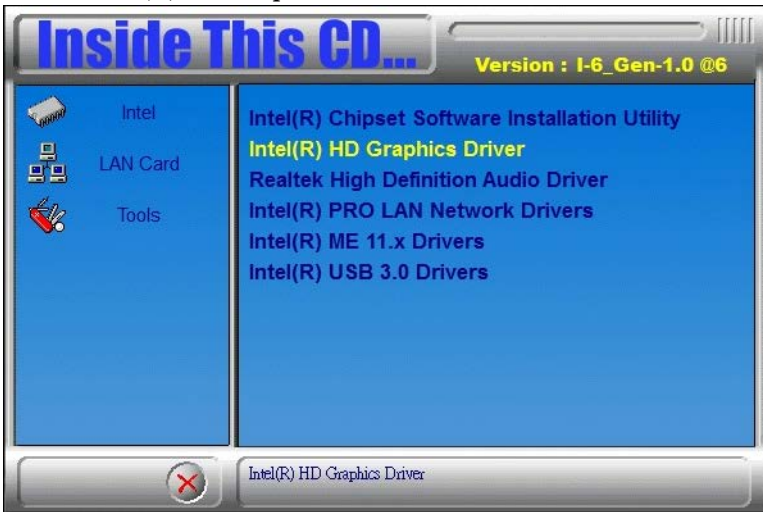 Inside This CD...
Version : I-6_Gen-1.0 @6
Intel
LAN Card
Tools
Intel(R) Chipset Software Installation Utility
Intel(R) HD Graphics Driver
Realtek High Definition Audio Driver
Intel(R) PRO LAN Network Drivers
Intel(R) ME 11.x Drivers
Intel(R) USB 3.0 Drivers
Intel(R) HD Graphics Driver